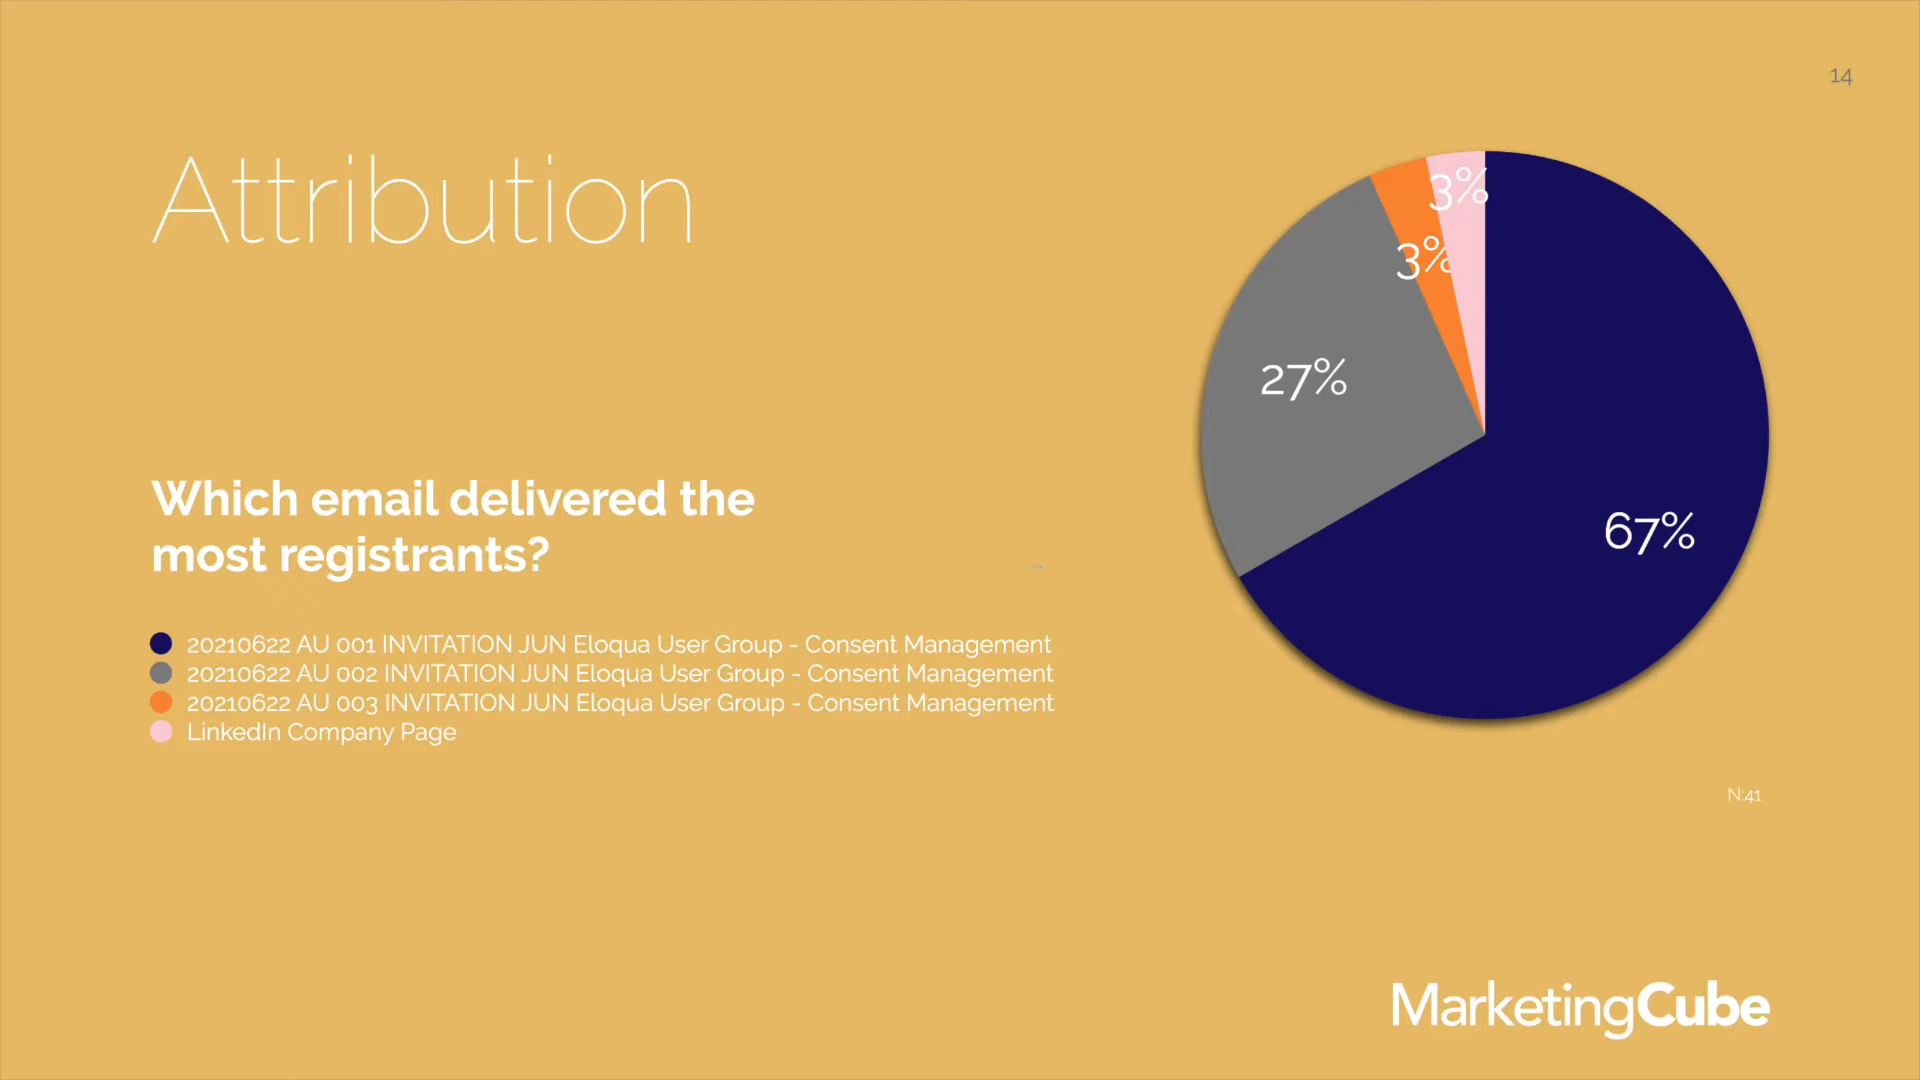 14
Attribution
Which email delivered the
most registrants?
20210622 AU 001 INVITATION JUN Eloqua User Group - Consent Management
20210622 AU 002 INVITATION JUN Eloqua User Group - Consent Management
20210622 AU 003 INVITATION JUN Eloqua User Group - Consent Management
LinkedIn Company Page
3%
3%
27%
67%
N:41
MarketingCube